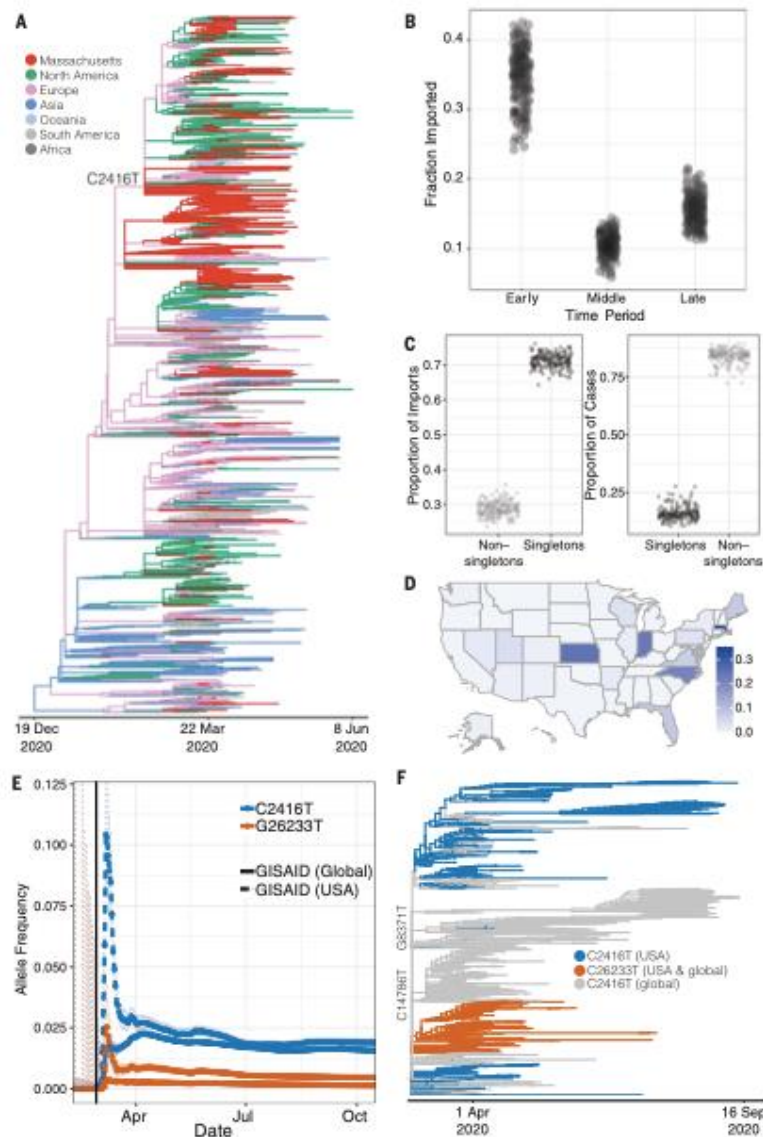 A
Massachusetts
North America
Europe
Asia
Oceania
South America
Africa
C2416T
19 Dec
2020
22 Mar
2020
8 Jun
2020
B
Fraction Imported
0.4
0.3
0.2
0.1
Early
Middle
Late
Time Period
C
Proportion of Imports
0.7
0.6
0.5
0.4
0.3
Non-
singletons
Singletons
Proportion of Cases
0.75
0.50
0.25
Singletons
Non-
singletons
D
0.3
0.2
0.1
0.0
E
Allele Frequency
0.125
0.100
0.075
0.050
0.025
0.000
C2416T
G26233T
GISAID (Global)
GISAID (USA)
Apr
Jul
Oct
Date
F
G8371T
C14786T
C2416T (USA)
C26233T (USA & global)
C2416T (global)
1 Apr
2020
16 Sep
2020